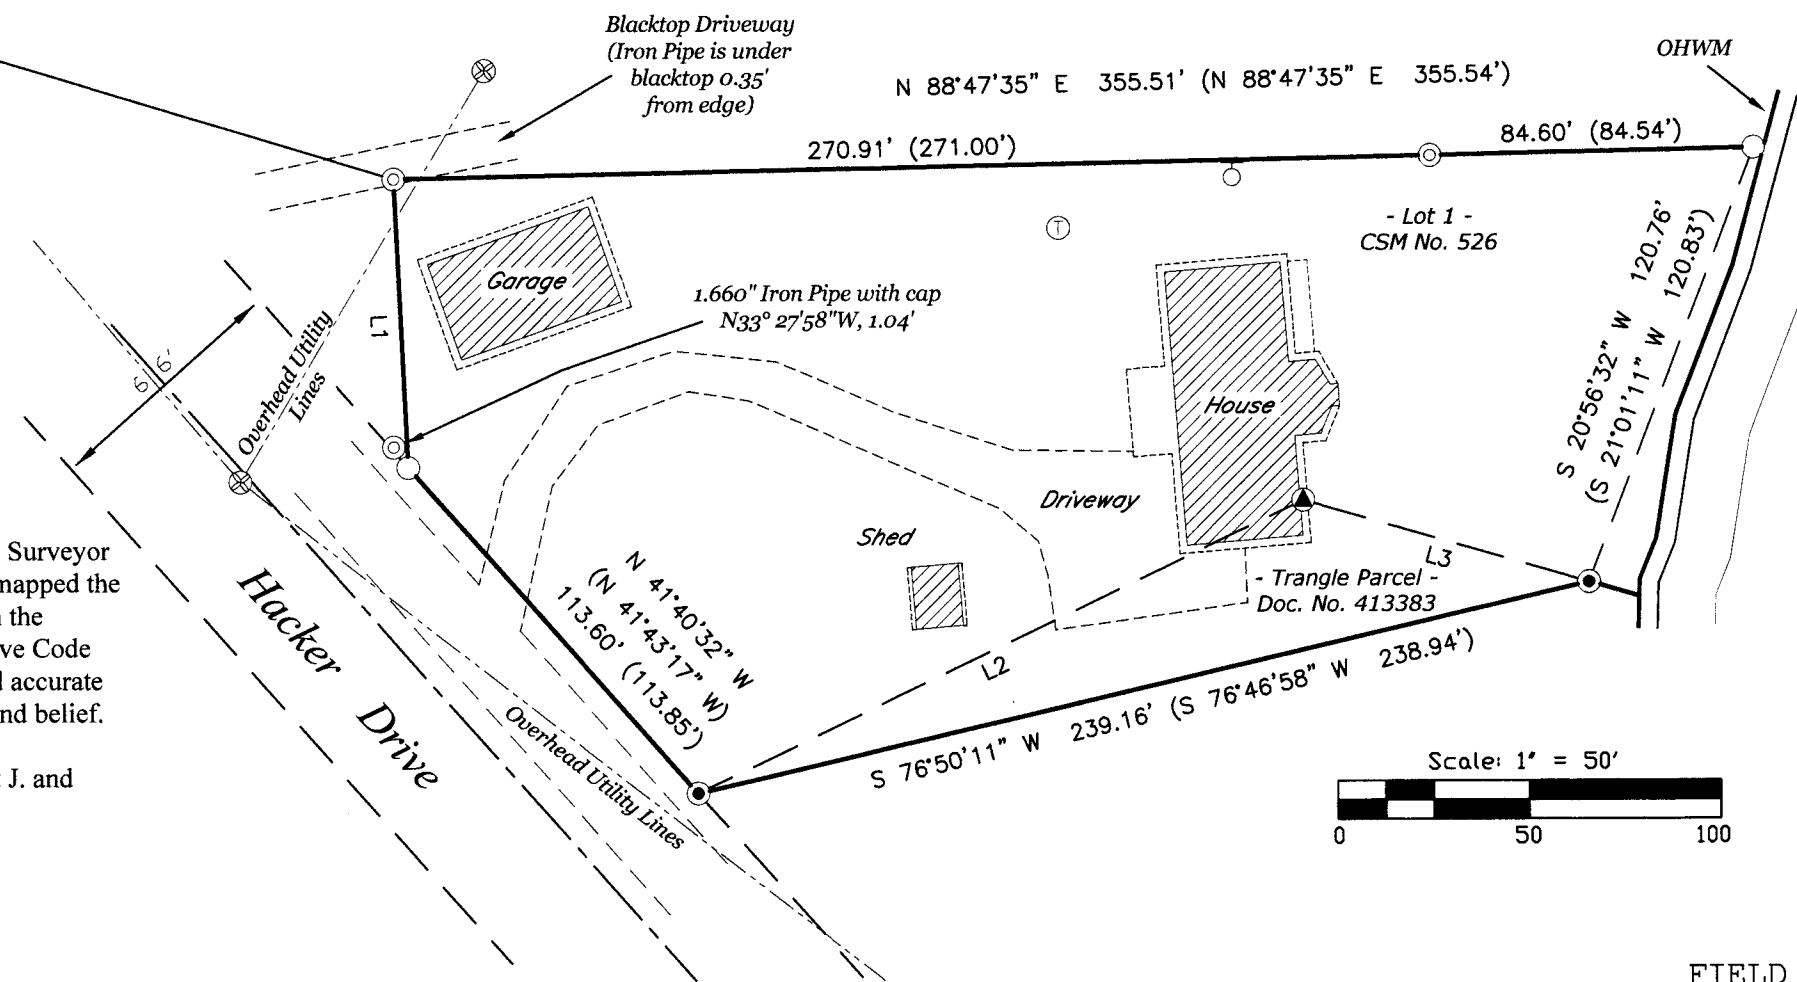 Blacktop Driveway
(Iron Pipe is under
blacktop 0.35'
from edge)
OHWM
N 88°47'35" E 355.51' (N 88°47'35" E 355.54')
270.91' (271.00')
84.60' (84.54')
T
- Lot 1 -
CSM No. 526
S 20°56'32" W 120.76'
(S 21°01'11" W 120.83')
Garage
1.660" Iron Pipe with cap
N33° 27'58"W, 1.04'
L1
66'
Overhead Utility
Lines
House
Driveway
Shed
L3
- Trangle Parcel -
Doc. No. 413383
Surveyor
mapped the
the
ve Code
accurate
nd belief.
J. and
N 41°40'32" W
(N 41°43'17" W)
113.60' (113.85')
L2
Hacker Drive
Overhead Utility Lines
S 76°50'11" W 239.16' (S 76°46'58" W 238.94')
Scale: 1" = 50'
0 50 100
FIELD